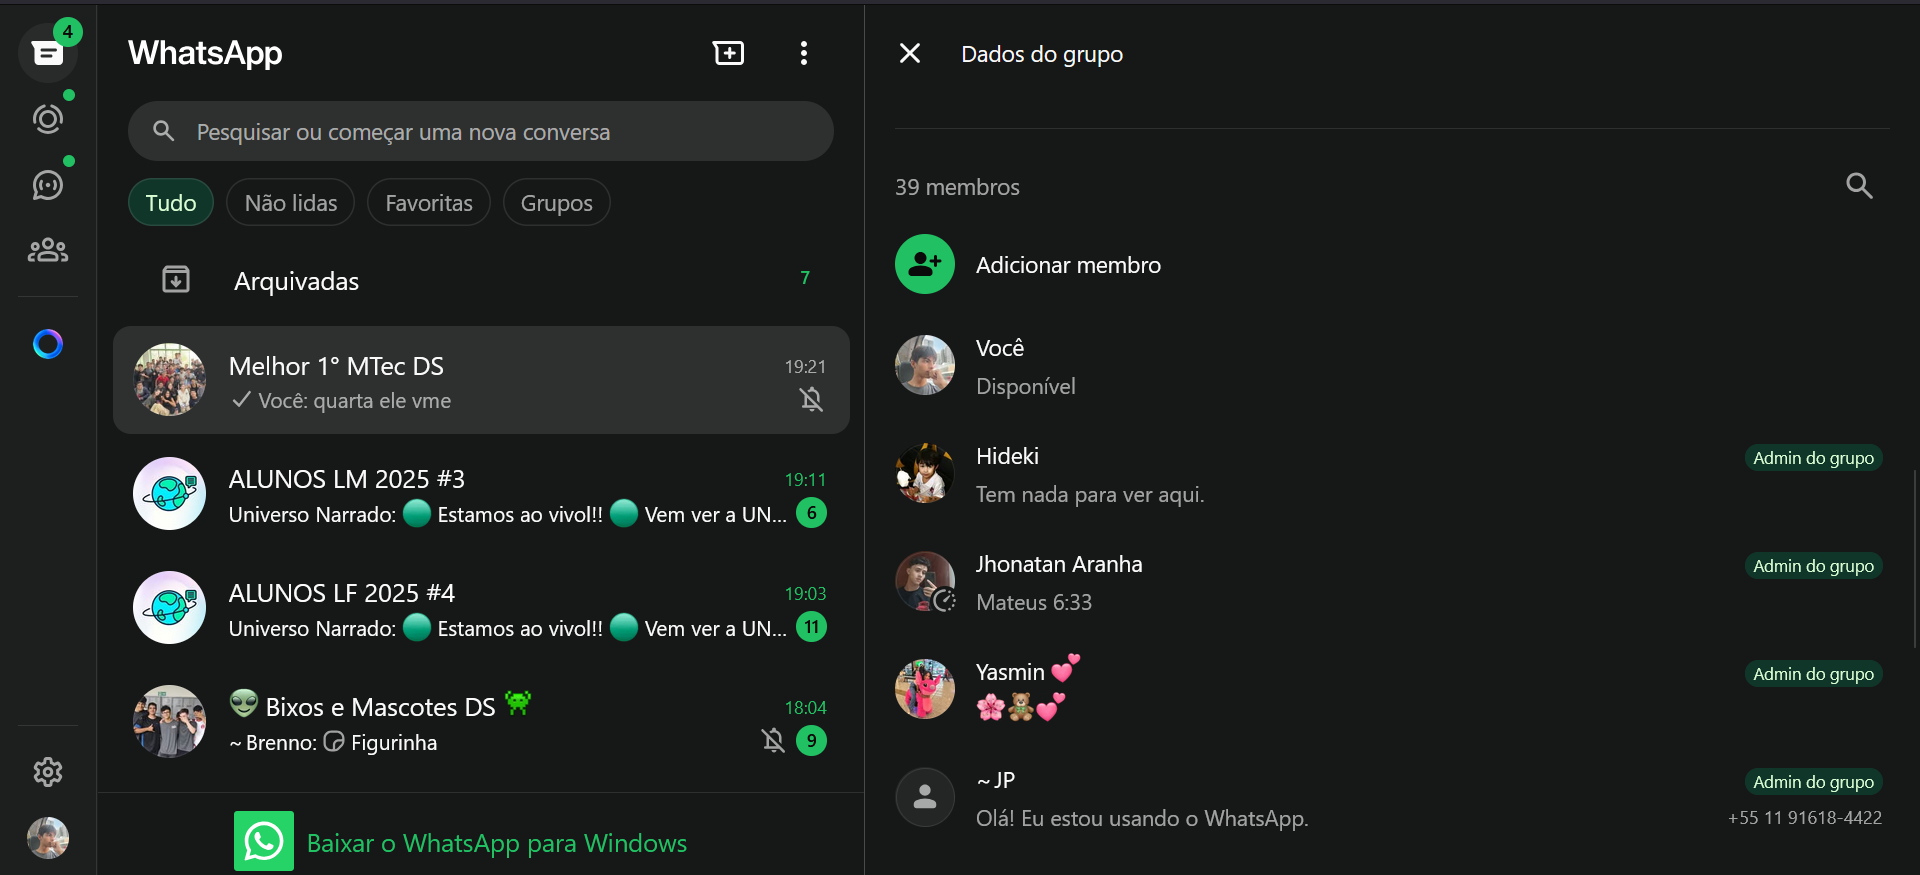 4
WhatsApp
Pesquisar ou começar uma nova conversa
Tudo
Não lidas
Favoritas
Grupos
Arquivadas
7
Melhor 1° MTec DS
19:21
Você: quarta ele vme
ALUNOS LM 2025 #3
19:11
Universo Narrado: 🟢 Estamos ao vivol!! 🟢 Vem ver a UN...
6
ALUNOS LF 2025 #4
19:03
Universo Narrado: 🟢 Estamos ao vivol!! 🟢 Vem ver a UN...
11
👽 Bixos e Mascotes DS 👾
18:04
~ Brenno: Figurinha
9
Baixar o WhatsApp para Windows
Dados do grupo
39 membros
Adicionar membro
Você
Disponível
Hideki
Admin do grupo
Tem nada para ver aqui.
Jhonatan Aranha
Admin do grupo
Mateus 6:33
Yasmin 💕
Admin do grupo
🌸🧸💕
~ JP
Admin do grupo
Olá! Eu estou usando o WhatsApp.
+55 11 91618-4422